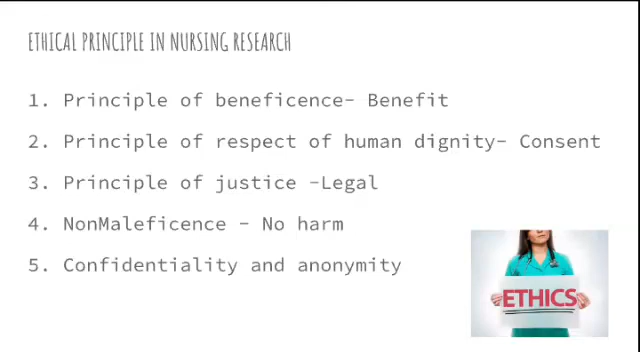 ETHICAL PRINCIPLE IN NURSING RESEARCH
1. Principle of beneficence- Benefit
2. Principle of respect of human dignity- Consent
3. Principle of justice -Legal
4. NonMaleficence - No harm
5. Confidentiality and anonymity
ETHICS